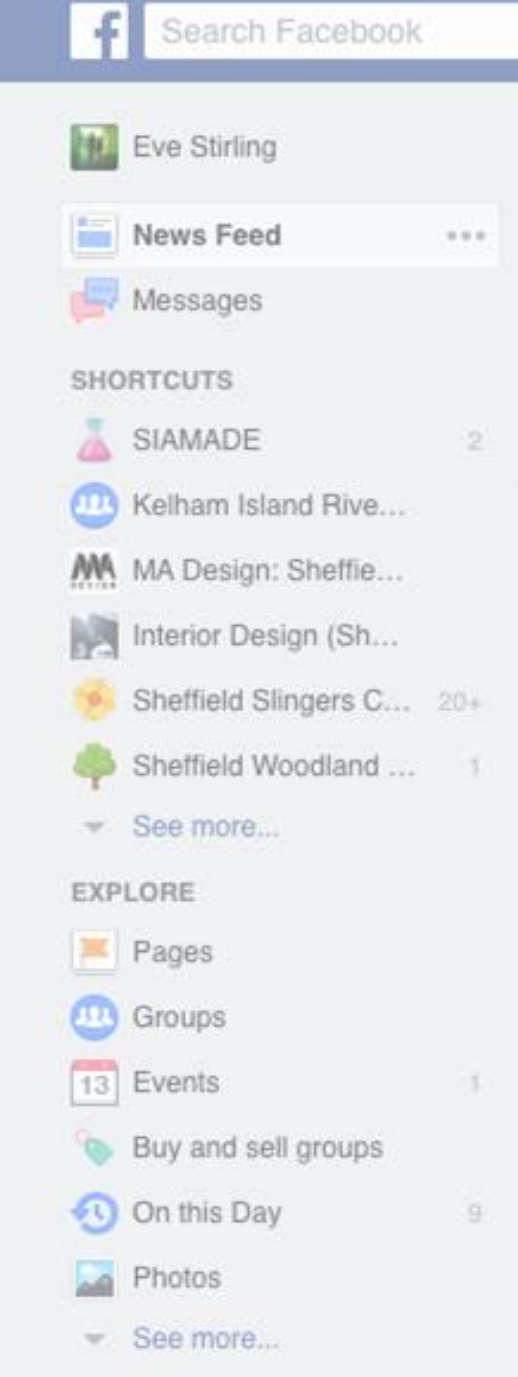 f Search Facebook
Eve Stirling
News Feed
Messages
SHORTCUTS
SIAMADE 2
Kelham Island Rive...
MA DESIGN MA Design: Sheffie...
Interior Design (Sh...
Sheffield Slingers C... 20+
Sheffield Woodland ... 1
See more...
EXPLORE
Pages
Groups
13 Events 1
Buy and sell groups
On this Day 9
Photos
See more...